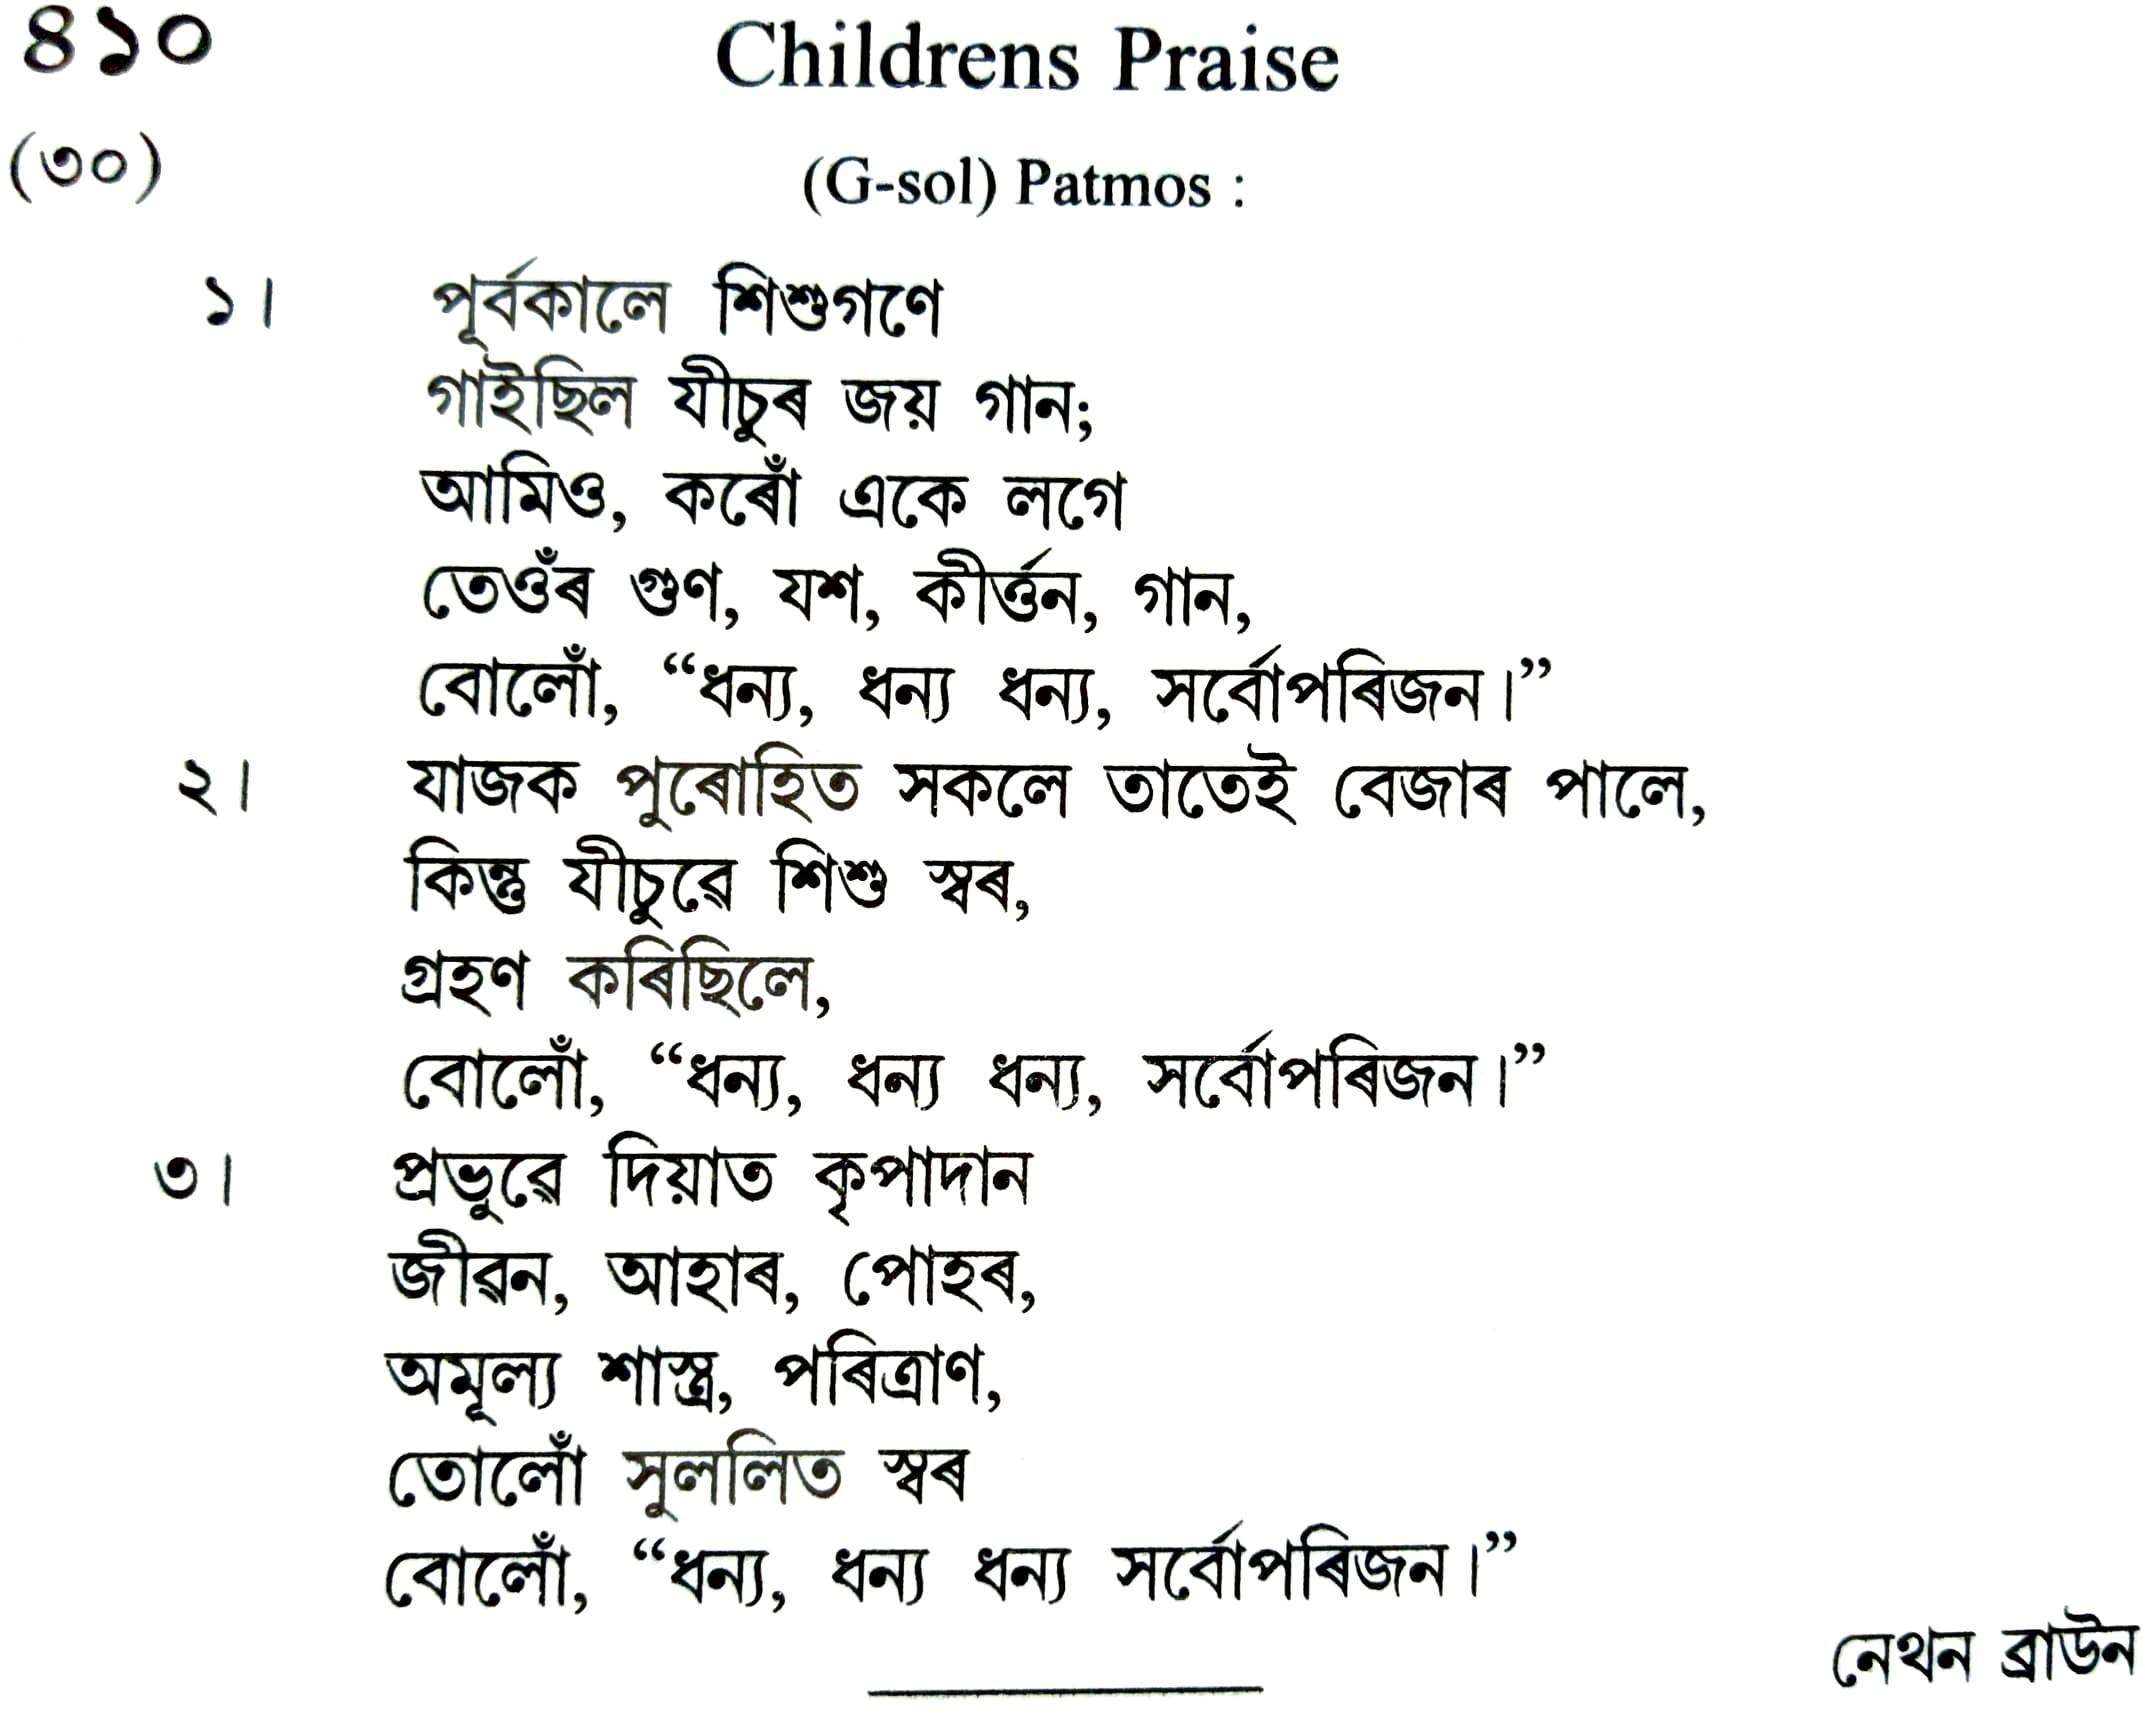 ৪১০
Childrens Praise
(৩০)
(G-sol) Patmos :
১। পূৰ্বকালে শিশুগণে
গাইছিল যীচুৰ জয় গান;
আমিও, কৰোঁ একে লগে
তেওঁৰ গুণ, যশ, কীৰ্ত্তন, গান,
বোলোঁ, “ধন্য, ধন্য ধন্য, সৰ্বোপৰিজন।”
২। যাজক পুৰোহিত সকলে তাতেই বেজাৰ পালে,
কিন্তু যীচুৱে শিশু স্বৰ,
গ্ৰহণ কৰিছিলে,
বোলোঁ, “ধন্য, ধন্য ধন্য, সৰ্বোপৰিজন।”
৩। প্ৰভুৱে দিয়াত কৃপাদান
জীৱন, আহাৰ, পোহৰ,
অমূল্য শাস্ত্ৰ, পৰিত্ৰাণ,
তোলোঁ সুললিত স্বৰ
বোলোঁ, “ধন্য, ধন্য ধন্য সৰ্বোপৰিজন।”
নেথন ব্ৰাউন